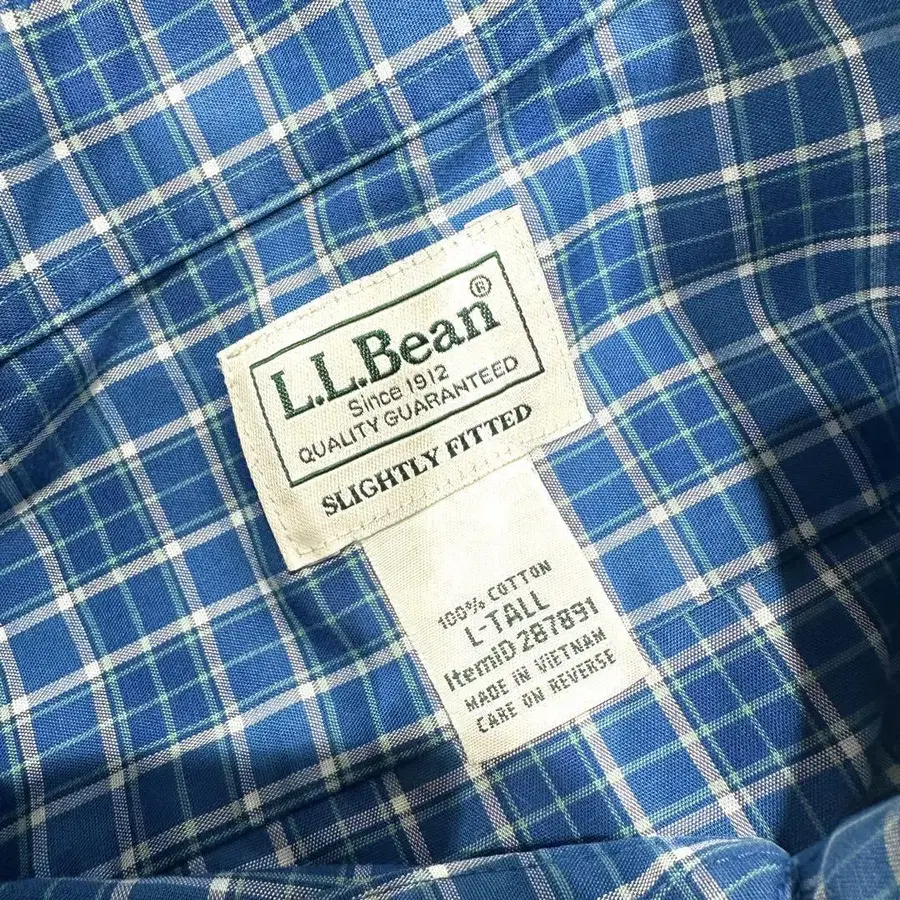 L.L.Bean®
Since 1912
QUALITY GUARANTEED
SLIGHTLY FITTED
100% COTTON
L-TALL
ItemID 287891
MADE IN VIETNAM
CARE ON REVERSE